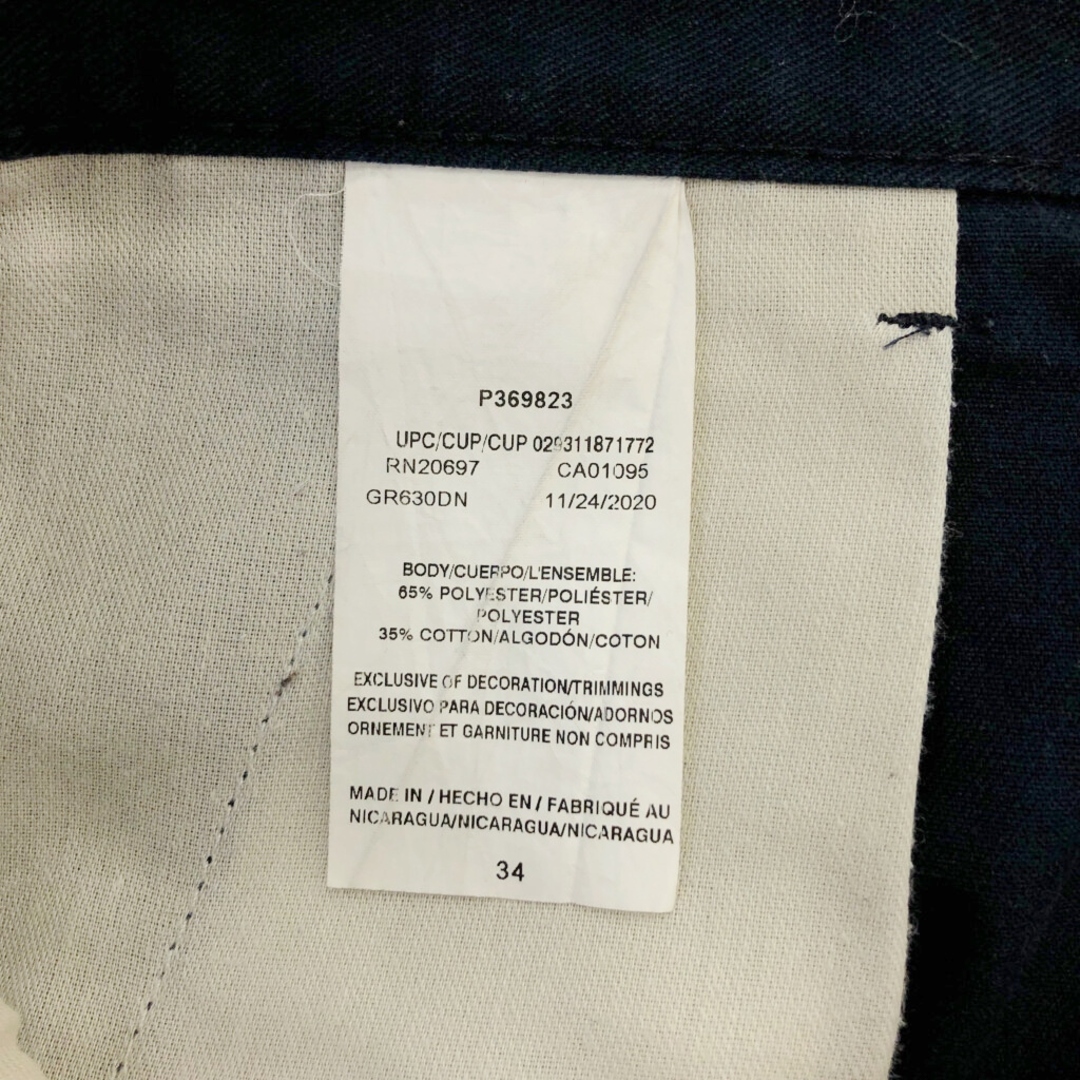 P369823
UPC/CUP/CUP 029311871772
RN20697 CA01095
GR630DN 11/24/2020
BODY/CUERPO/L'ENSEMBLE:
65% POLYESTER/POLIÉSTER/
POLYESTER
35% COTTON/ALGODÓN/COTON
EXCLUSIVE OF DECORATION/TRIMMINGS
EXCLUSIVO PARA DECORACIÓN/ADORNOS
ORNEMENT ET GARNITURE NON COMPRIS
MADE IN / HECHO EN / FABRIQUÉ AU
NICARAGUA/NICARAGUA/NICARAGUA
34